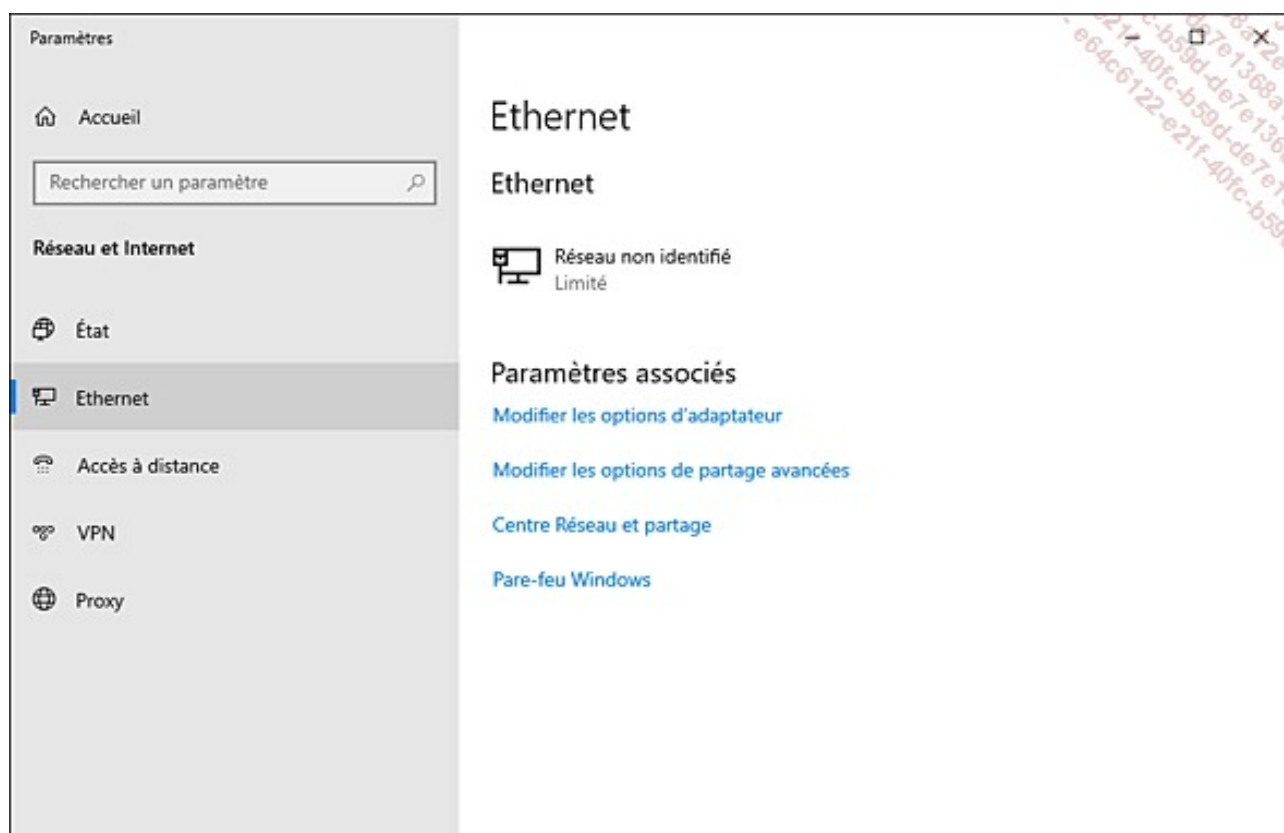 Paramètres
Accueil
Rechercher un paramètre
Réseau et Internet
État
Ethernet
Accès à distance
VPN
Proxy
Ethernet
Ethernet
Réseau non identifié
Limité
Paramètres associés
Modifier les options d'adaptateur
Modifier les options de partage avancées
Centre Réseau et partage
Pare-feu Windows